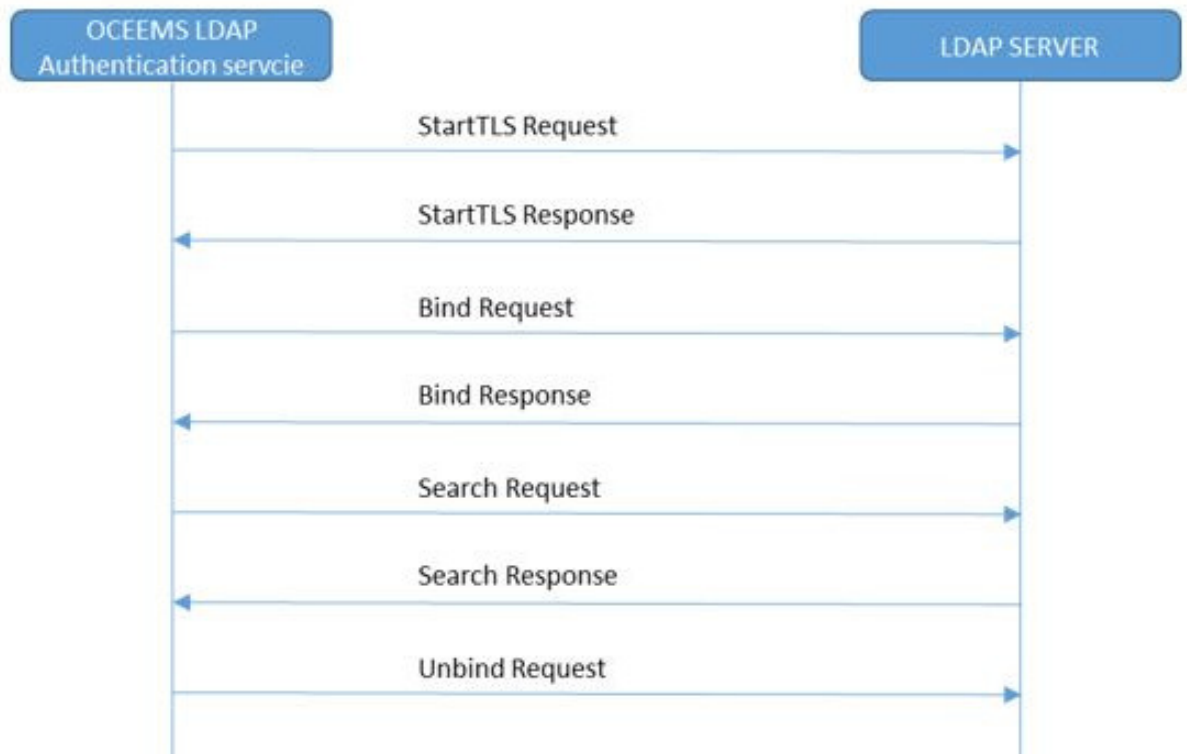 OCEEMS LDAP
Authentication servcie
LDAP SERVER
StartTLS Request
StartTLS Response
Bind Request
Bind Response
Search Request
Search Response
Unbind Request